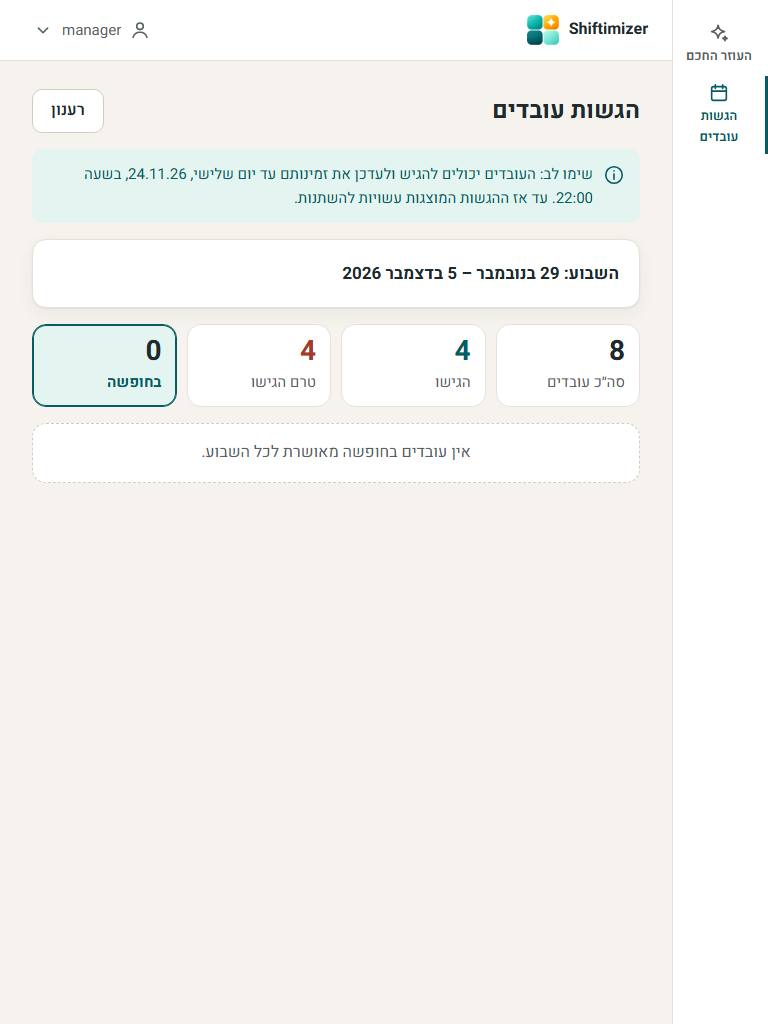 Shiftimizer
manager
העוזר החכם
הגשות
עובדים
הגשות עובדים
רענון
שימו לב: העובדים יכולים להגיש ולעדכן את זמינותם עד יום שלישי, 24.11.26, בשעה
22:00. עד אז ההגשות המוצגות עשויות להשתנות.
השבוע: 29 בנובמבר – 5 בדצמבר 2026
8
סה"כ עובדים
4
הגישו
4
טרם הגישו
0
בחופשה
אין עובדים בחופשה מאושרת לכל השבוע.